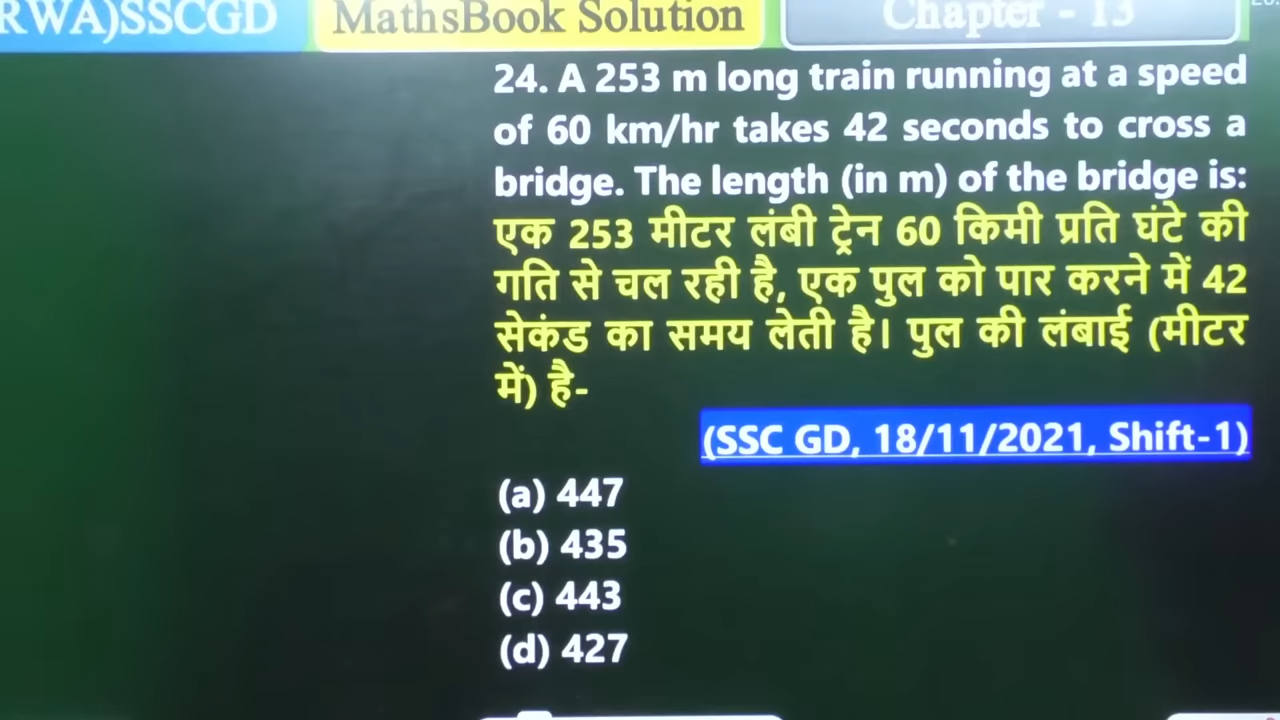 RWA)SSCGD
MathsBook Solution
Chapter - 13
24. A 253 m long train running at a speed
of 60 km/hr takes 42 seconds to cross a
bridge. The length (in m) of the bridge is:
एक 253 मीटर लंबी ट्रेन 60 किमी प्रति घंटे की
गति से चल रही है, एक पुल को पार करने में 42
सेकंड का समय लेती है। पुल की लंबाई (मीटर
में) है-
(SSC GD, 18/11/2021, Shift-1)
(a) 447
(b) 435
(c) 443
(d) 427